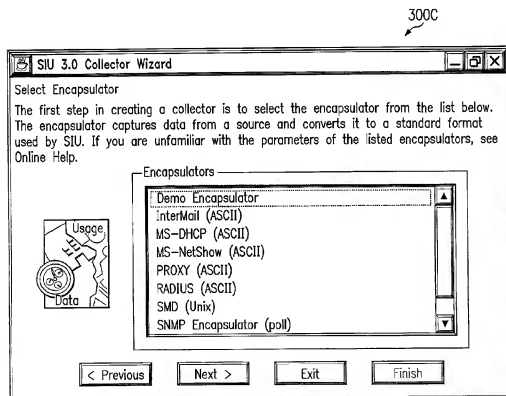 300C
SIU 3.0 Collector Wizard
Select Encapsulator
The first step in creating a collector is to select the encapsulator from the list below.
The encapsulator captures data from a source and converts it to a standard format
used by SIU. If you are unfamiliar with the parameters of the listed encapsulators, see
Online Help.
Encapsulators
Demo Encapsulator
InterMail (ASCII)
MS-DHCP (ASCII)
MS-NetShow (ASCII)
PROXY (ASCII)
RADIUS (ASCII)
SMD (Unix)
SNMP Encapsulator (poll)
Usage
Data
< Previous
Next >
Exit
Finish